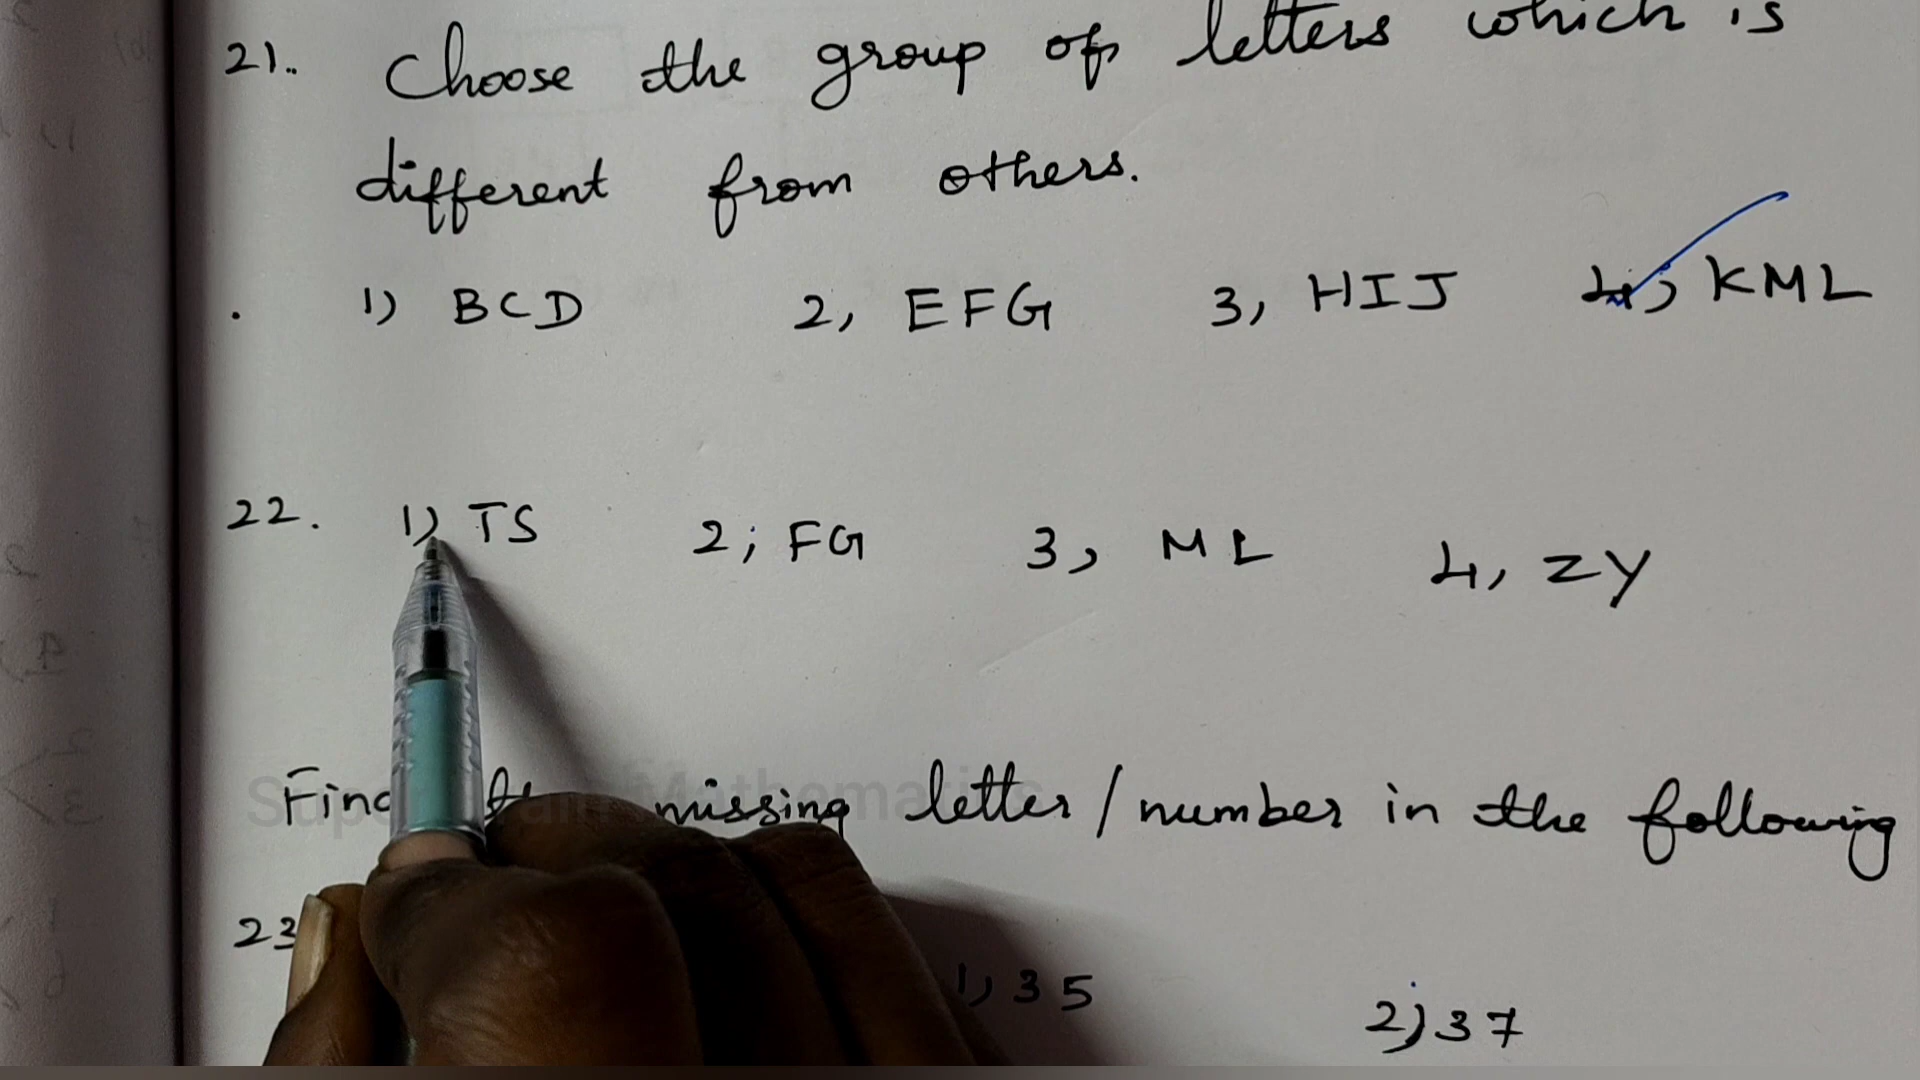 21. Choose the group of letters which is
different from others.
1) BCD 2, EFG 3, HIJ 4, KML
22. 1) TS 2, FG 3, ML 4, ZY
Find missing letter/number in the following
23
1) 35 2) 37